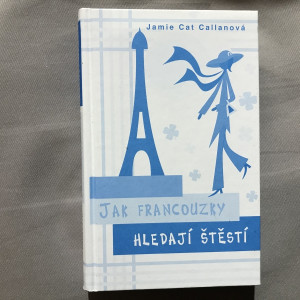 Jamie Cat Callanová
JAK FRANCOUZKY
HLEDAJÍ ŠTĚSTÍ